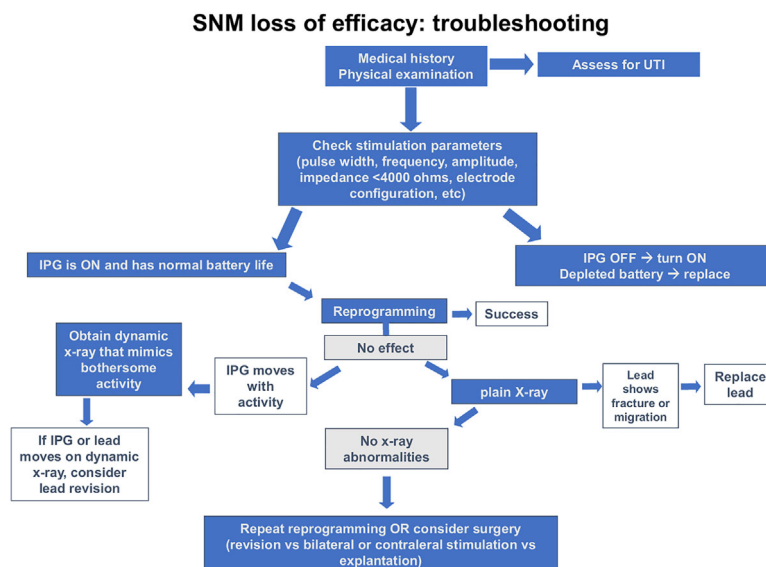 SNM loss of efficacy: troubleshooting
Medical history
Physical examination
Assess for UTI
Check stimulation parameters
(pulse width, frequency, amplitude,
impedance <4000 ohms, electrode
configuration, etc)
IPG is ON and has normal battery life
IPG OFF → turn ON
Depleted battery → replace
Reprogramming
Success
No effect
Obtain dynamic
x-ray that mimics
bothersome
activity
IPG moves
with
activity
plain X-ray
Lead
shows
fracture or
migration
Replace
lead
If IPG or lead
moves on dynamic
x-ray, consider
lead revision
No x-ray
abnormalities
Repeat reprogramming OR consider surgery
(revision vs bilateral or contraleral stimulation vs
explantation)